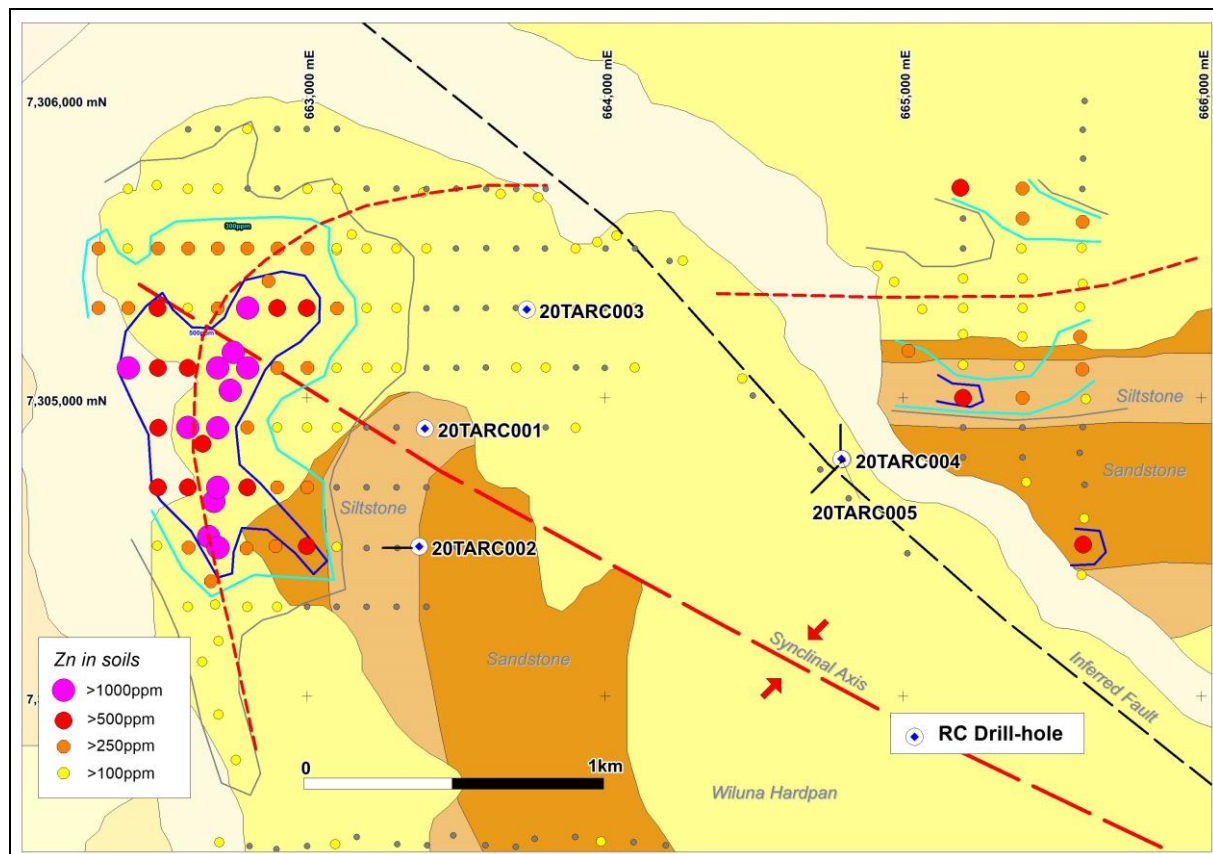 663,000 mE
664,000 mE
665,000 mE
666,000 mE
7,306,000 mN
300ppm
20TARC003
500ppm
7,305,000 mN
Siltstone
20TARC001
20TARC004
Sandstone
Siltstone
20TARC005
20TARC002
Zn in soils
>1000ppm
>500ppm
>250ppm
>100ppm
Sandstone
Synclinal Axis
Inferred Fault
7,
RC Drill-hole
0
1km
Wiluna Hardpan